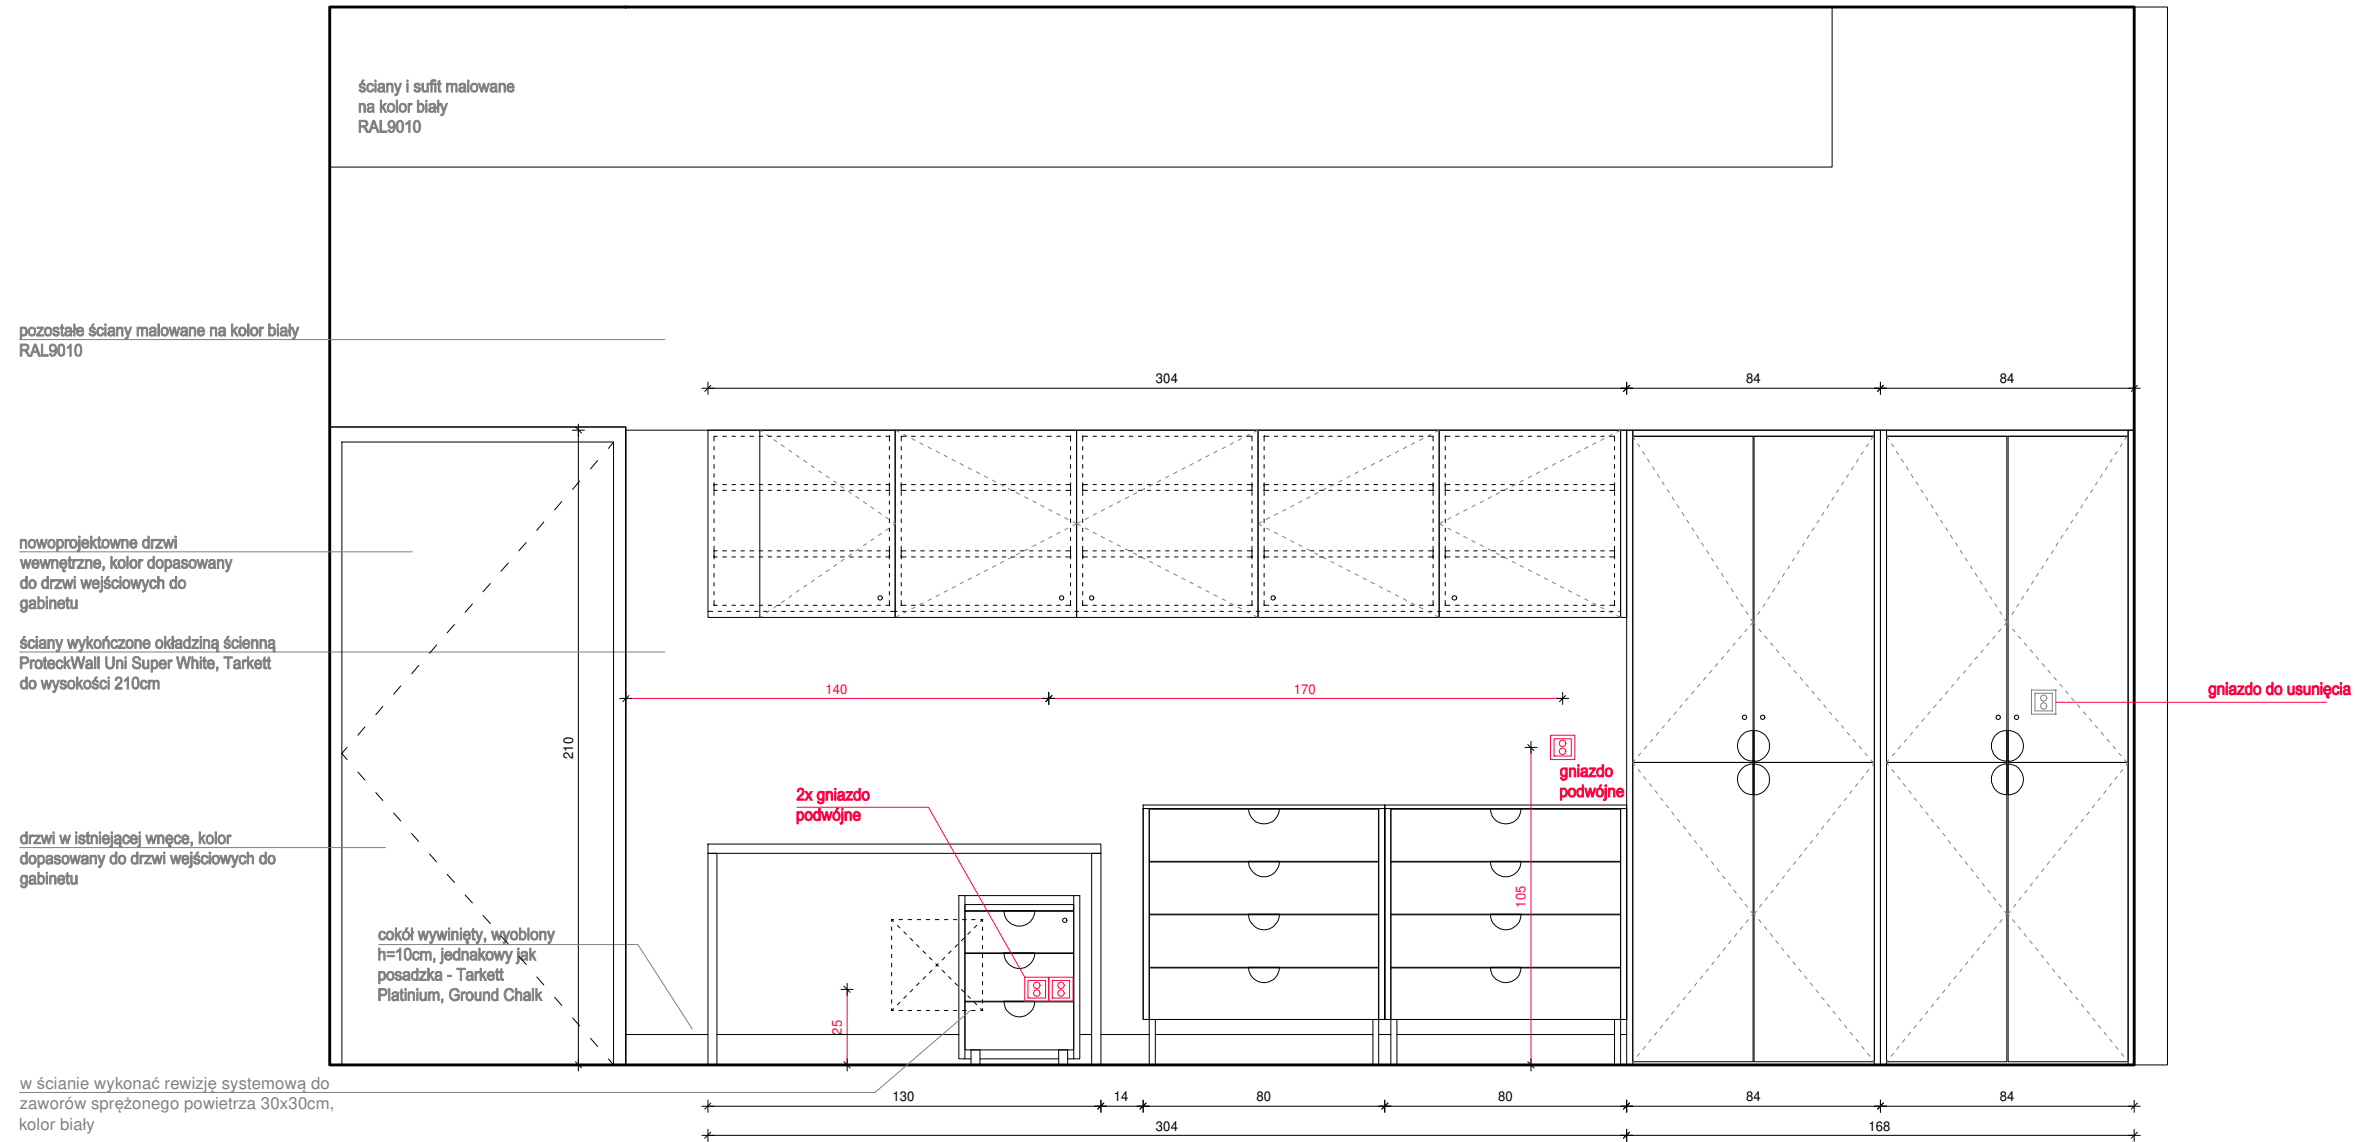 ściany i sufit malowane
na kolor biały
RAL9010
pozostałe ściany malowane na kolor biały
RAL9010
304
84
84
nowoprojektowne drzwi
wewnętrzne, kolor dopasowany
do drzwi wejściowych do
gabinetu
ściany wykończone okładziną ścienną
ProteckWall Uni Super White, Tarkett
do wysokości 210cm
140
170
gniazdo do usunięcia
210
gniazdo
podwójne
2x gniazdo
podwójne
drzwi w istniejącej wnęce, kolor
dopasowany do drzwi wejściowych do
gabinetu
105
cokół wywinięty, wyoblony
h=10cm, jednakowy jak
posadzka - Tarkett
Platinium, Ground Chalk
25
w ścianie wykonać rewizję systemową do
zaworów sprężonego powietrza 30x30cm,
kolor biały
130
14
80
80
84
84
304
168